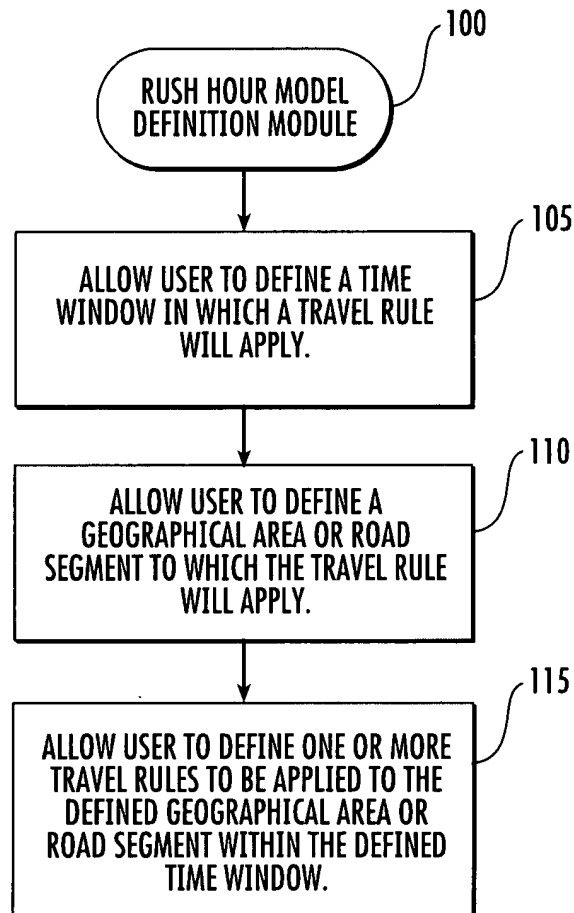 100
RUSH HOUR MODEL
DEFINITION MODULE
105
ALLOW USER TO DEFINE A TIME
WINDOW IN WHICH A TRAVEL RULE
WILL APPLY.
110
ALLOW USER TO DEFINE A
GEOGRAPHICAL AREA OR ROAD
SEGMENT TO WHICH THE TRAVEL RULE
WILL APPLY.
115
ALLOW USER TO DEFINE ONE OR MORE
TRAVEL RULES TO BE APPLIED TO THE
DEFINED GEOGRAPHICAL AREA OR
ROAD SEGMENT WITHIN THE DEFINED
TIME WINDOW.